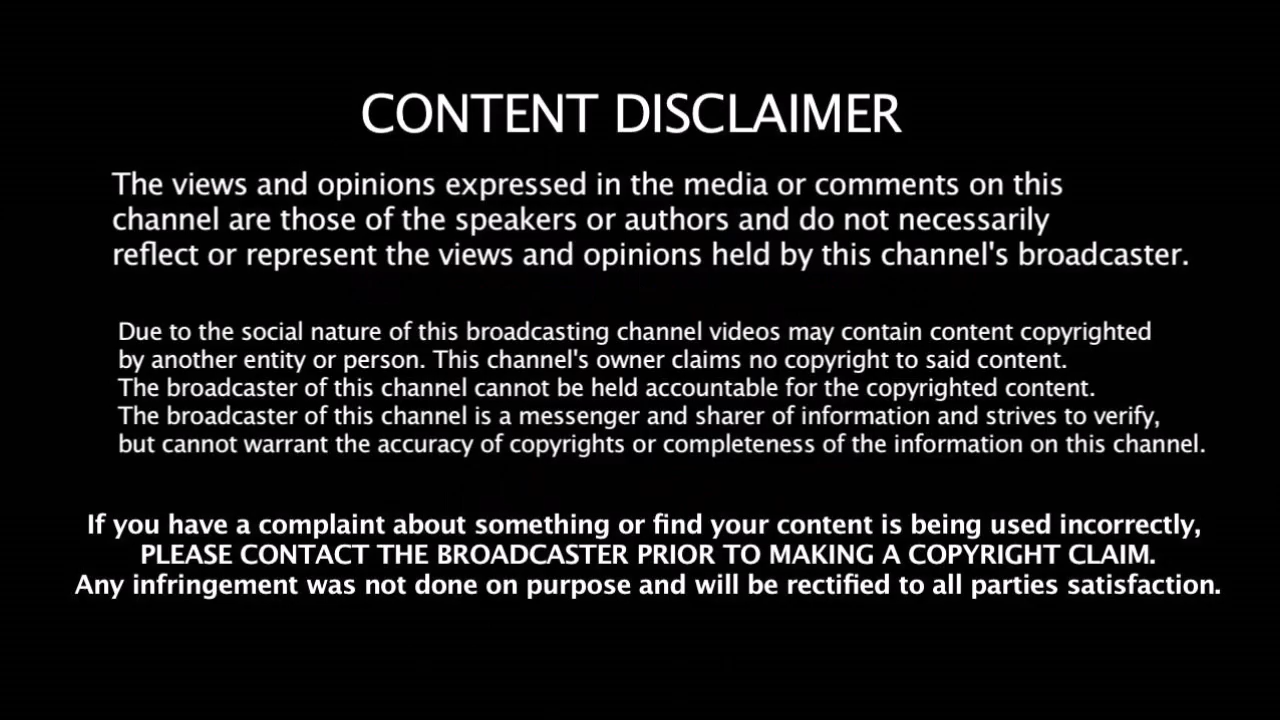 CONTENT DISCLAIMER
The views and opinions expressed in the media or comments on this
channel are those of the speakers or authors and do not necessarily
reflect or represent the views and opinions held by this channel's broadcaster.
Due to the social nature of this broadcasting channel videos may contain content copyrighted
by another entity or person. This channel's owner claims no copyright to said content.
The broadcaster of this channel cannot be held accountable for the copyrighted content.
The broadcaster of this channel is a messenger and sharer of information and strives to verify,
but cannot warrant the accuracy of copyrights or completeness of the information on this channel.
If you have a complaint about something or find your content is being used incorrectly,
PLEASE CONTACT THE BROADCASTER PRIOR TO MAKING A COPYRIGHT CLAIM.
Any infringement was not done on purpose and will be rectified to all parties satisfaction.